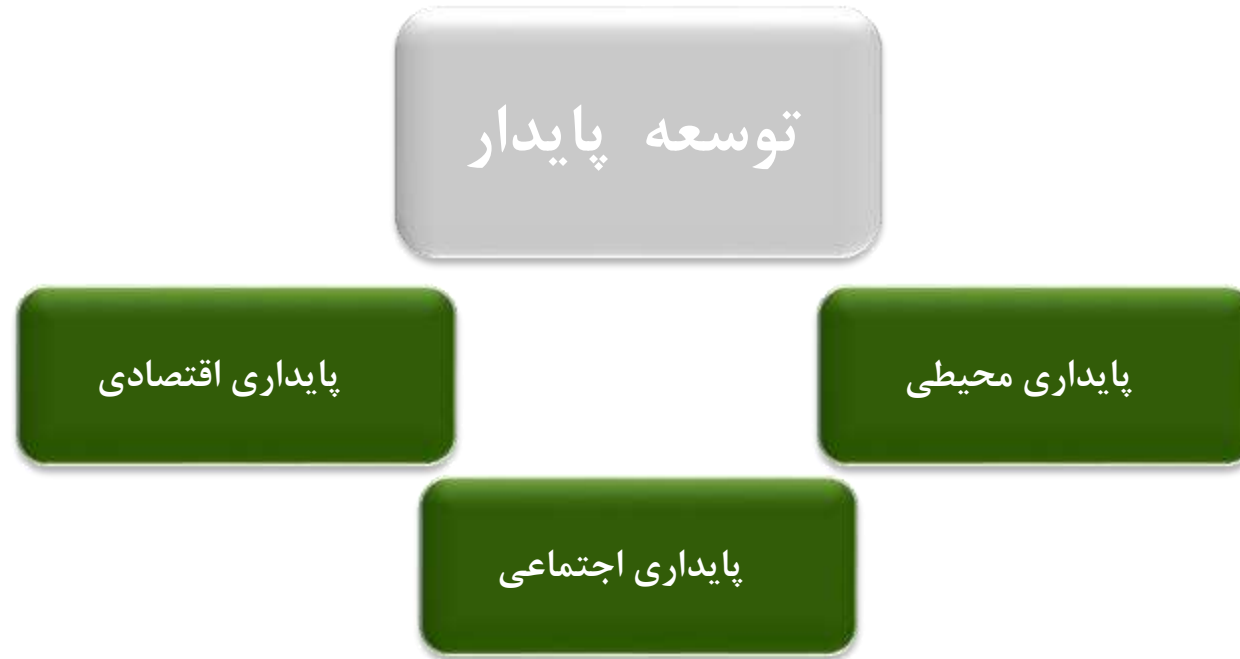 توسعه پایدار
پایداری محیطی
پایداری اقتصادی
پایداری اجتماعی